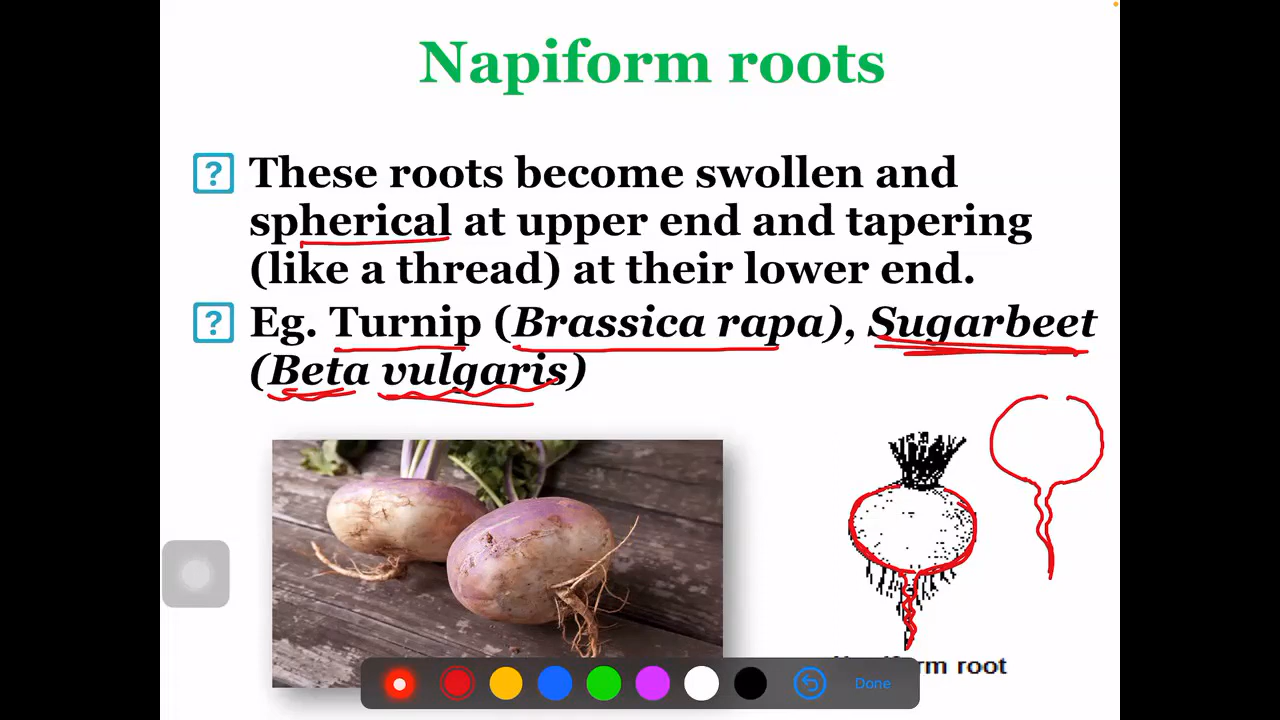 Napiform roots
? These roots become swollen and
spherical at upper end and tapering
(like a thread) at their lower end.
? Eg. Turnip (Brassica rapa), Sugarbeet
(Beta vulgaris)
root
Done